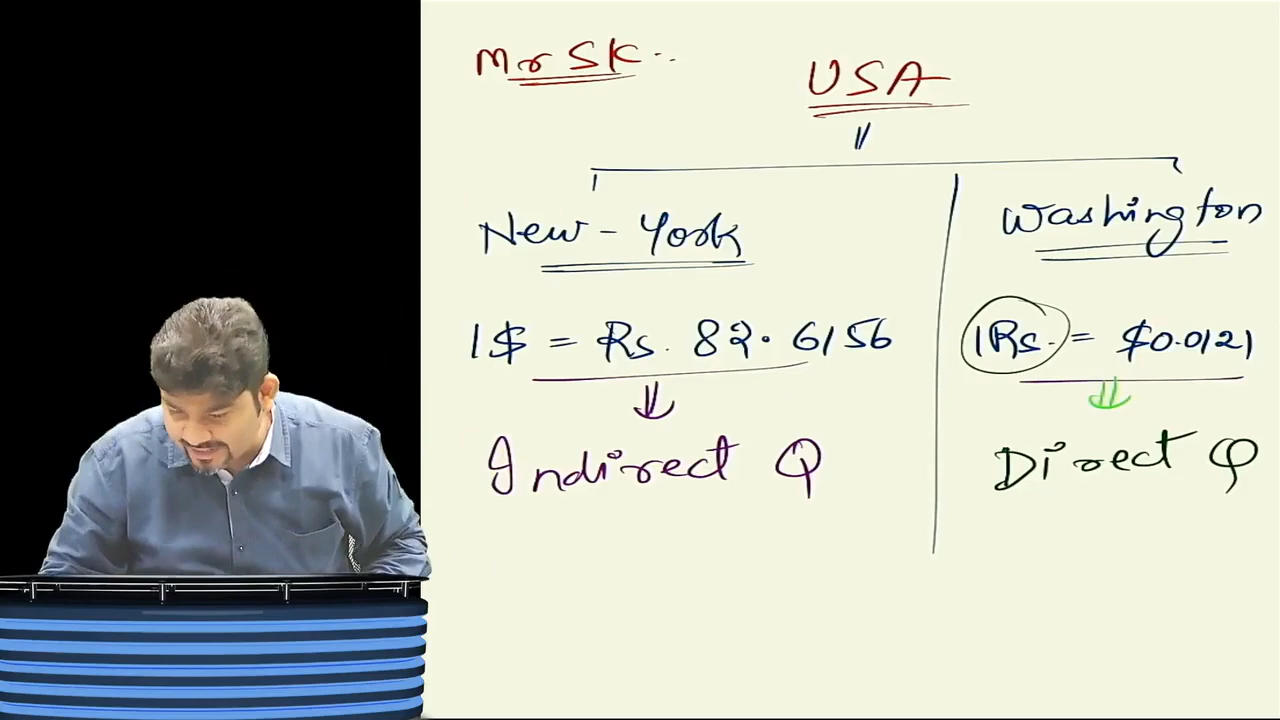 Mr SK..
USA
New-York
1$ = Rs. 82.6156
Indirect Q
Washington
1Rs. = $0.0121
Direct Q